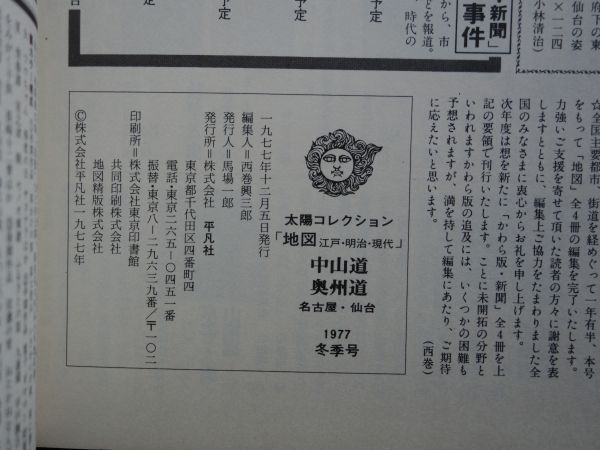 新聞」
事件
予定
予定
予定
から、市
どを報道。
時代の
府下の東
仙台の姿
×一二四
小林清治）
☆全国主要都市、街道を経めぐって一年有半、本号
をもって「地図」全4冊の編集を完了いたします。
力強いご支援を寄せて頂いた読者の方々に謝意を表
しますとともに、編集上ご協力をたまわりました全
国のみなさまに衷心からお礼を申し上げます。
次年度は想を新たに「かわら版・新聞」全4冊を上
記の要領で刊行いたします。ことに未開拓の分野と
いわれますかわら版の追及には、いくつかの困難も
予想されますが、満を持して編集にあたり、ご期待
に応えたいと思います。
（西巻）
太陽コレクション
「地図 江戸・明治・現代」
中山道
奥州道
名古屋・仙台
1977
冬季号
一九七七年十二月五日発行
編集人＝西巻興三郎
発行人＝馬場一郎
発行所＝株式会社 平凡社
東京都千代田区四番町四
電話・東京二六五―〇四五一番
振替・東京八―二九六三九番／〒一〇二
印刷所＝株式会社東京印書館
共同印刷株式会社
地図精版株式会社
©株式会社平凡社一九七七年